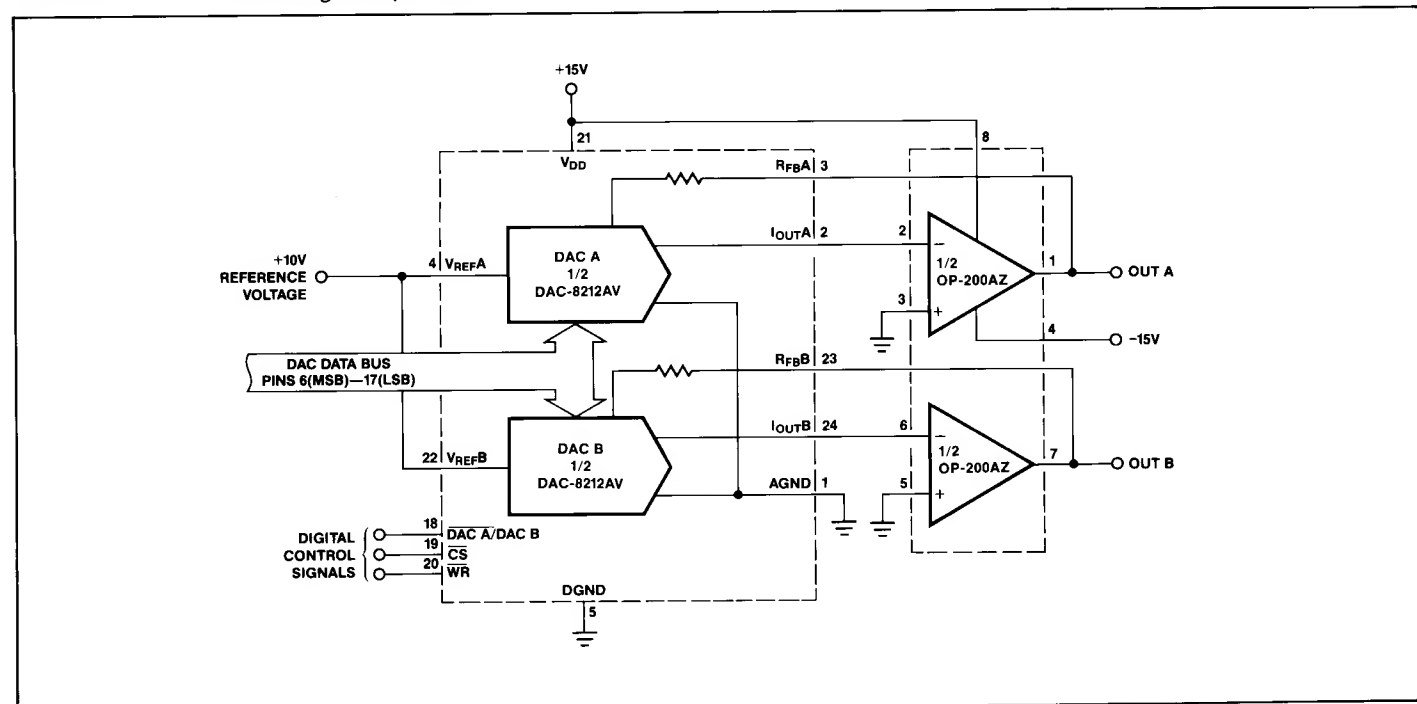 +15V
21
8
VDD
RFBA 3
IOUTA 2
2
−
DAC A
1/2
DAC-8212AV
+10V
REFERENCE
VOLTAGE
4 VREFA
1/2
OP-200AZ
1
OUT A
3
+
4
−15V
DAC DATA BUS
PINS 6(MSB)—17(LSB)
RFBB 23
IOUTB 24
6
−
DAC B
1/2
DAC-8212AV
22 VREFB
1/2
OP-200AZ
7
OUT B
AGND 1
5
+
DIGITAL
CONTROL
SIGNALS
18 DAC A/DAC B
19 CS
20 WR
DGND
5